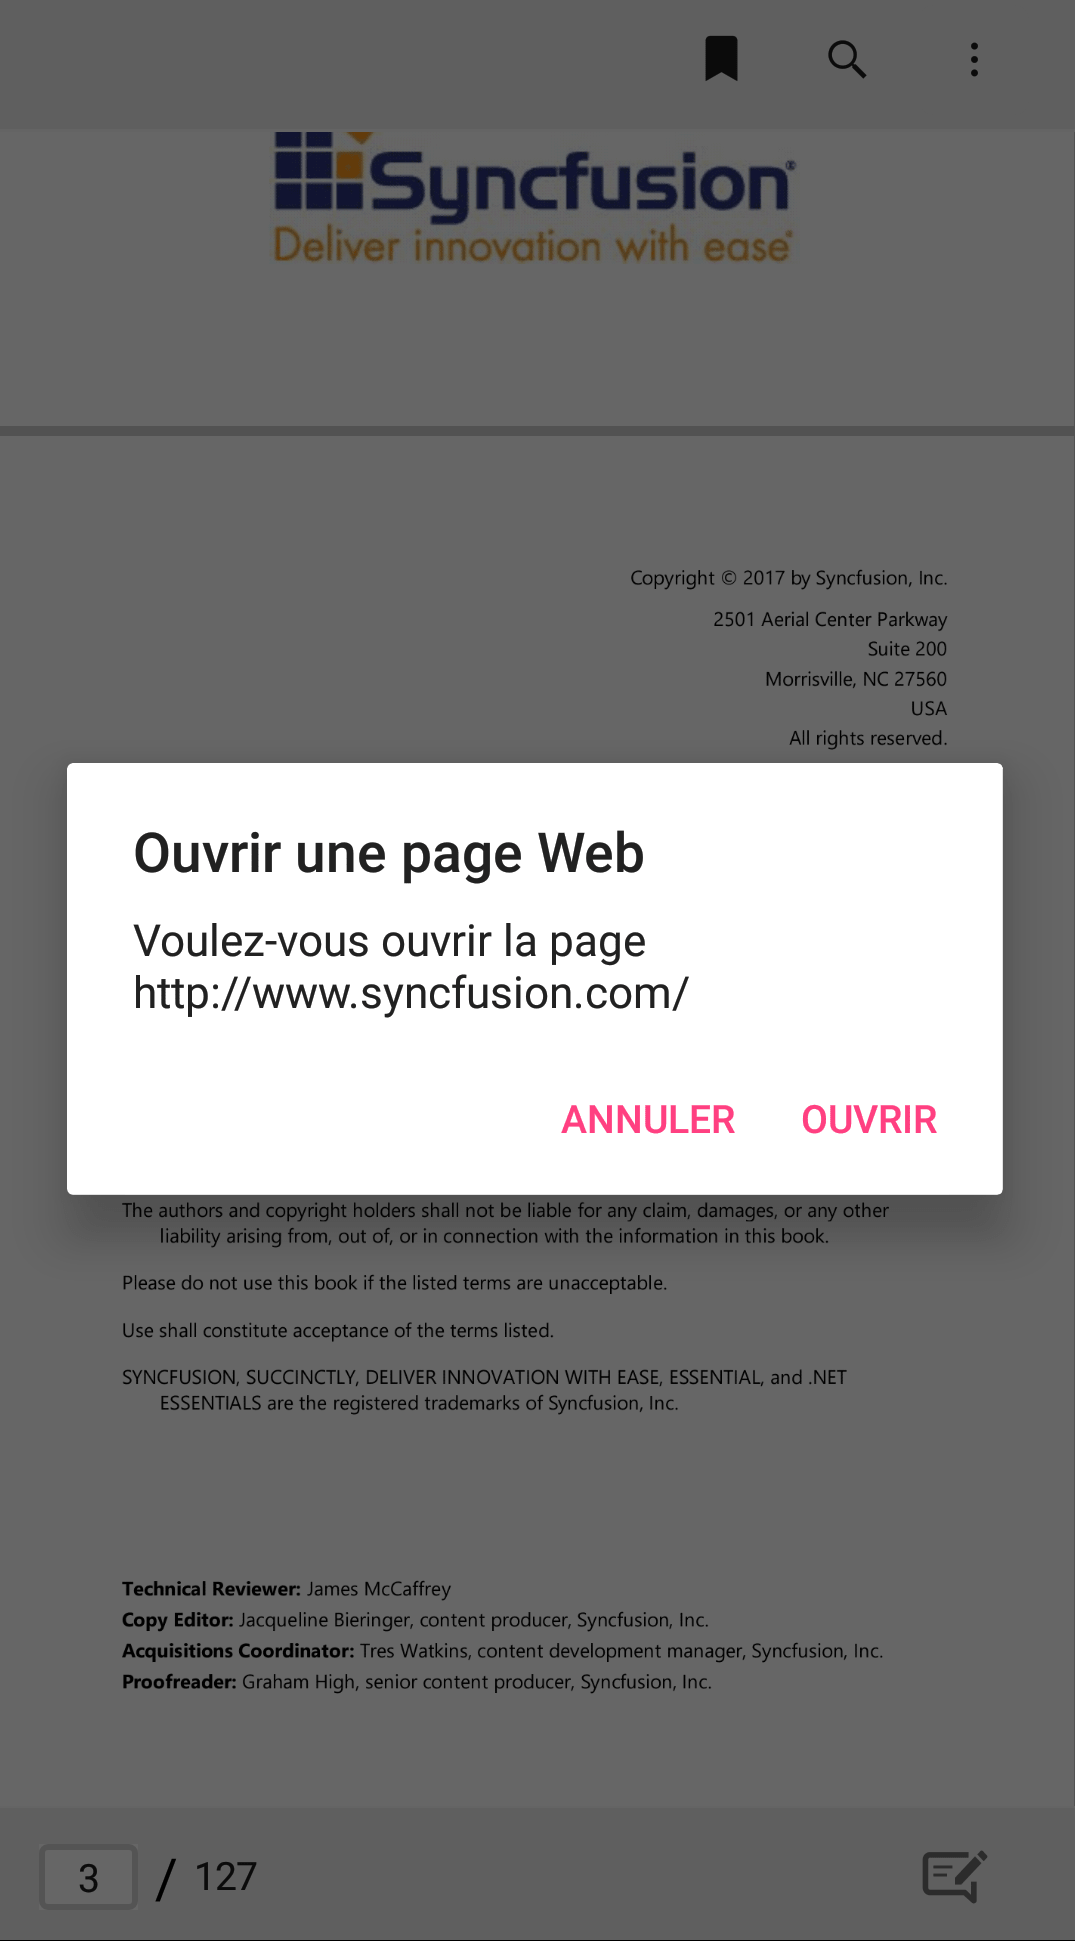 Syncfusion®
Deliver innovation with ease®
Copyright © 2017 by Syncfusion, Inc.
2501 Aerial Center Parkway
Suite 200
Morrisville, NC 27560
USA
All rights reserved.
Ouvrir une page Web
Voulez-vous ouvrir la page
http://www.syncfusion.com/
ANNULER OUVRIR
The authors and copyright holders shall not be liable for any claim, damages, or any other
liability arising from, out of, or in connection with the information in this book.
Please do not use this book if the listed terms are unacceptable.
Use shall constitute acceptance of the terms listed.
SYNCFUSION, SUCCINCTLY, DELIVER INNOVATION WITH EASE, ESSENTIAL, and .NET
ESSENTIALS are the registered trademarks of Syncfusion, Inc.
Technical Reviewer: James McCaffrey
Copy Editor: Jacqueline Bieringer, content producer, Syncfusion, Inc.
Acquisitions Coordinator: Tres Watkins, content development manager, Syncfusion, Inc.
Proofreader: Graham High, senior content producer, Syncfusion, Inc.
3 / 127